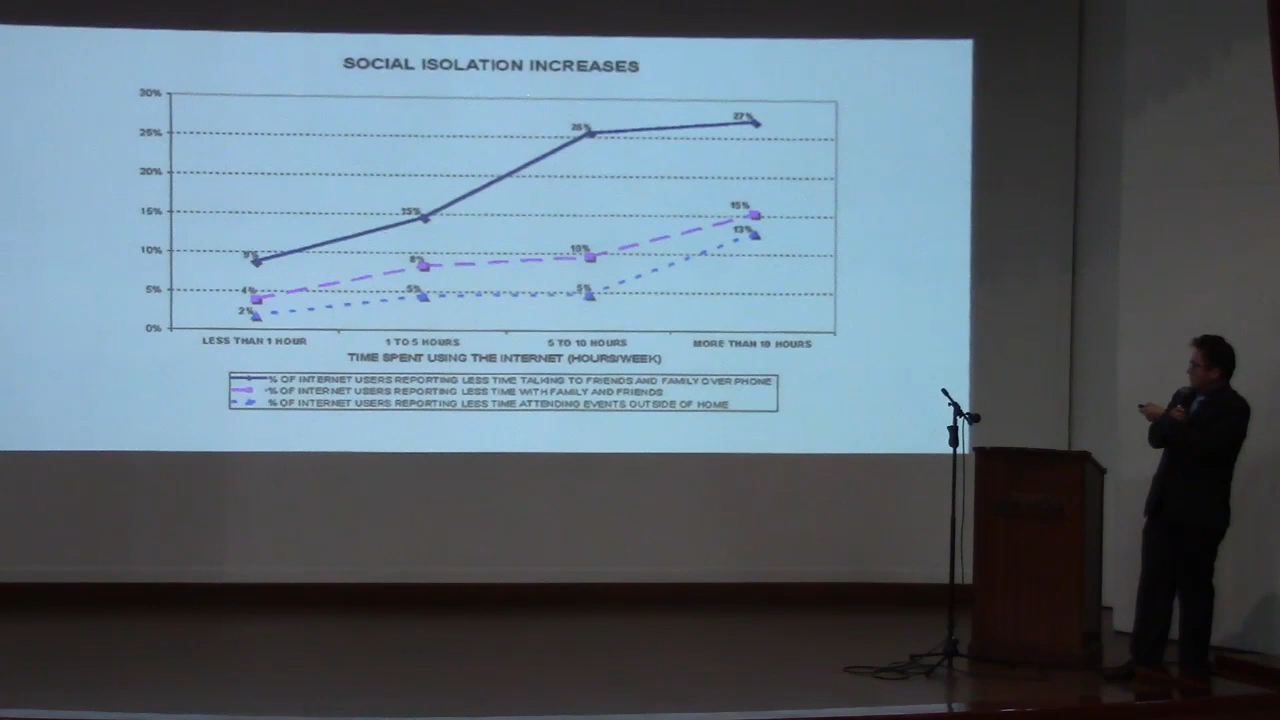 SOCIAL ISOLATION INCREASES
30%
25%
20%
15%
10%
5%
0%
9%
15%
25%
27%
4%
8%
10%
15%
2%
5%
5%
13%
LESS THAN 1 HOUR
1 TO 5 HOURS
5 TO 10 HOURS
MORE THAN 10 HOURS
TIME SPENT USING THE INTERNET (HOURS/WEEK)
% OF INTERNET USERS REPORTING LESS TIME TALKING TO FRIENDS AND FAMILY OVER PHONE
% OF INTERNET USERS REPORTING LESS TIME WITH FAMILY AND FRIENDS
% OF INTERNET USERS REPORTING LESS TIME ATTENDING EVENTS OUTSIDE OF HOME